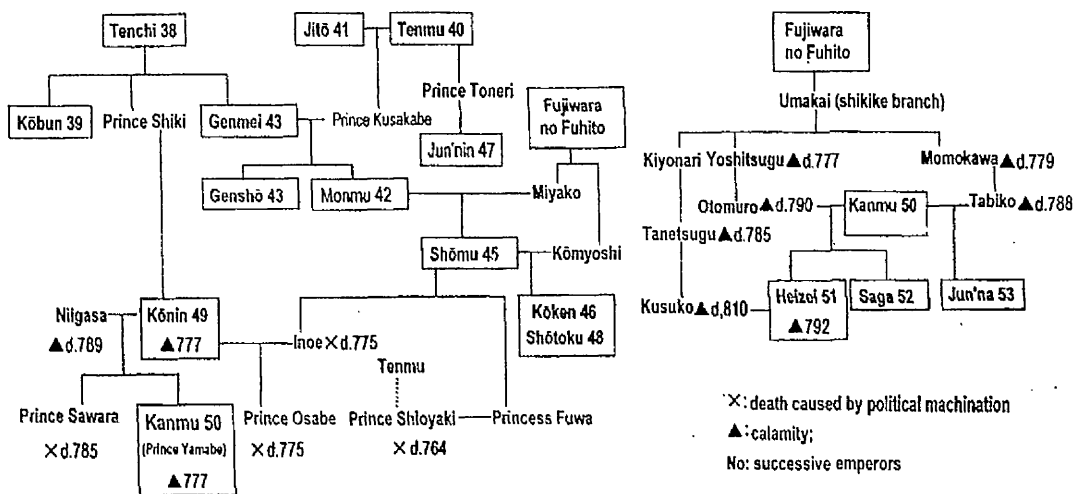 Tenchi 38
Jitō 41
Tenmu 40
Fujiwara
no Fuhito
Kōbun 39
Prince Shiki
Genmei 43
Prince Kusakabe
Prince Toneri
Jun'nin 47
Fujiwara
no Fuhito
Umakai (shikike branch)
Kiyonari
Yoshitsugu ▲d.777
Momokawa ▲d.779
Genshō 43
Monmu 42
Miyako
Otomuro ▲d.790
Kanmu 50
Tabiko ▲d.788
Tanetsugu ▲d.785
Shōmu 45
Kōmyoshi
Kōken 46
Shōtoku 48
Kusuko ▲d,810
Heizei 51
▲792
Saga 52
Jun'na 53
Niigasa
▲d.789
Kōnin 49
▲777
Inoe ×d.775
Tenmu
Prince Sawara
×d.785
Kanmu 50
(Prince Yamabe)
▲777
Prince Osabe
×d.775
Prince Shioyaki
×d.764
Princess Fuwa
×: death caused by political machination
▲: calamity;
No: successive emperors